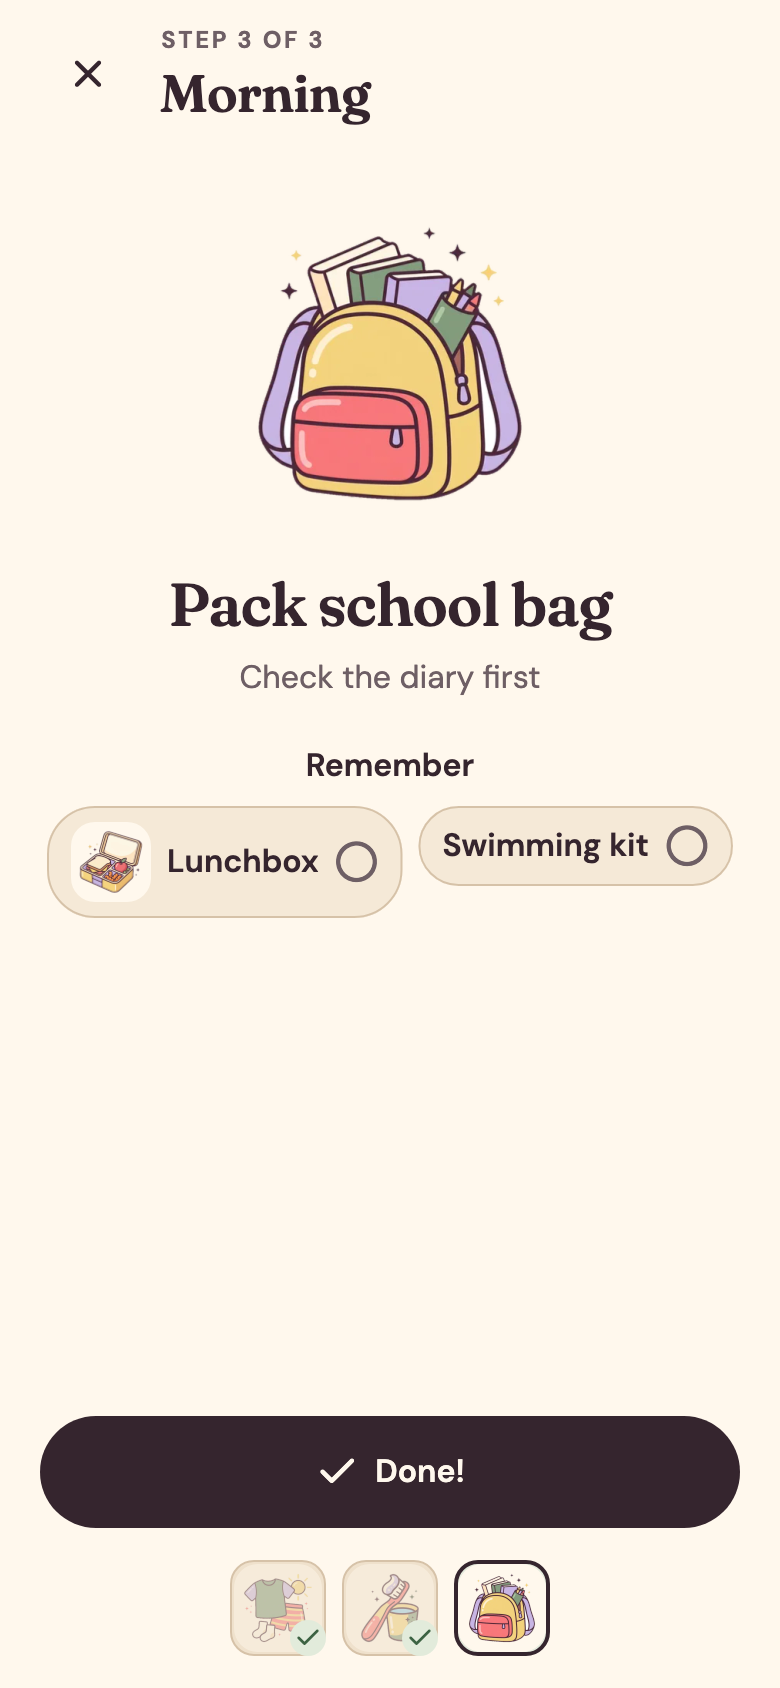 STEP 3 OF 3
Morning
Pack school bag
Check the diary first
Remember
Lunchbox
Swimming kit
Done!